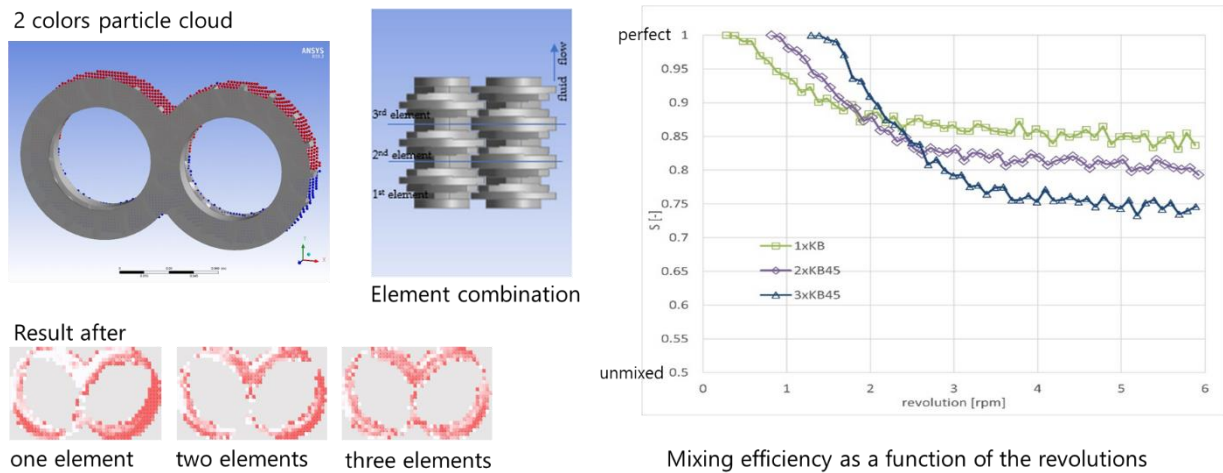 2 colors particle cloud
ANSYS
fluid flow
3rd element
2nd element
1st element
Element combination
Result after
one element
two elements
three elements
perfect
unmixed
1
0.95
0.9
0.85
0.8
0.75
0.7
0.65
0.6
0.55
0.5
S [-]
1xKB
2xKB45
3xKB45
0 1 2 3 4 5 6
revolution [rpm]
Mixing efficiency as a function of the revolutions